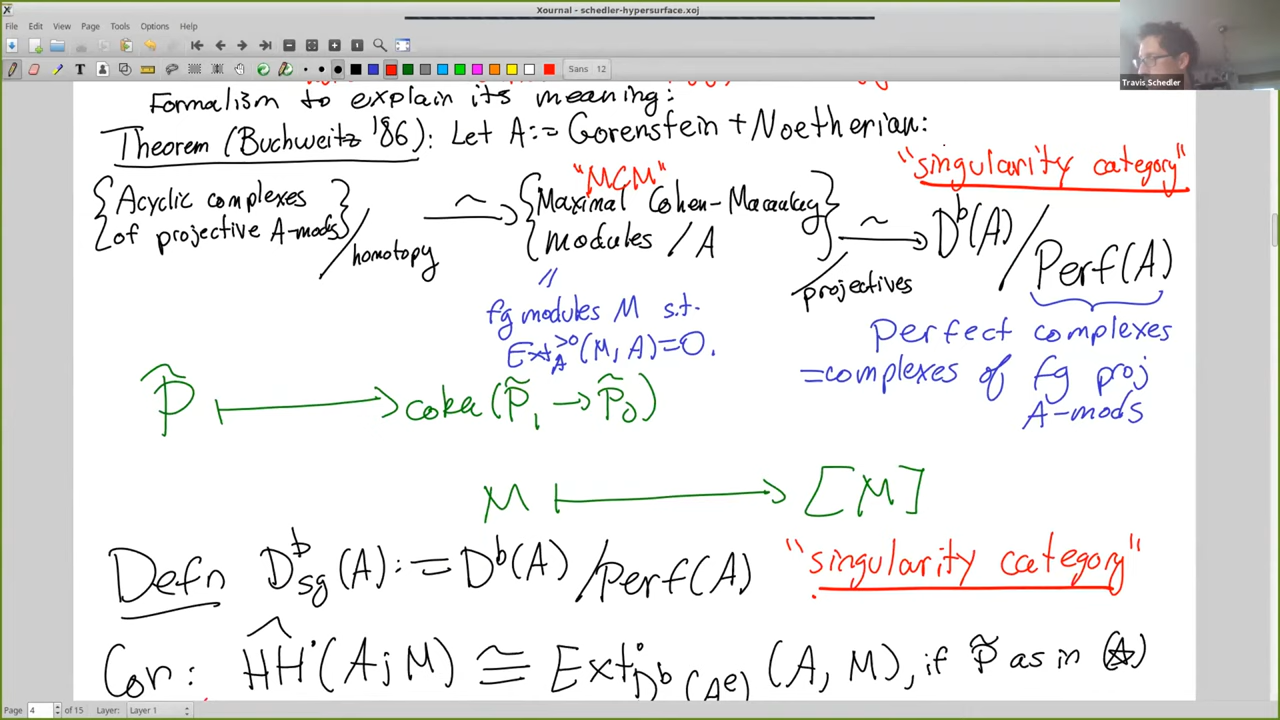 Xournal - schedler-hypersurface.xoj
File Edit View Page Tools Options Help
Sans 12
Travis Schedler
Formalism to explain its meaning:
Theorem (Buchweitz '86): Let A:= Gorenstein + Noetherian:
"singularity category"
"MCM"
{Acyclic complexes of projective A-mods}/homotopy ⥲ {Maximal Cohen-Macaulay modules / A}/projectives ⥲ D^b(A)/Perf(A)
"
fg modules M s.t.
Ext_A^{>0}(M, A)=0.
Perfect complexes
=complexes of fg proj
A-mods
P̃ ↦ coker(P̃_1 → P̃_0)
M ↦ [M]
Defn D^b_sg(A) := D^b(A)/Perf(A) "singularity category"
Cor: ĤH^•(A; M) ≅ Ext^•_{D^b(A^e)}(A, M), if P̃ as in (☆)
Page 4 of 15 Layer: Layer 1